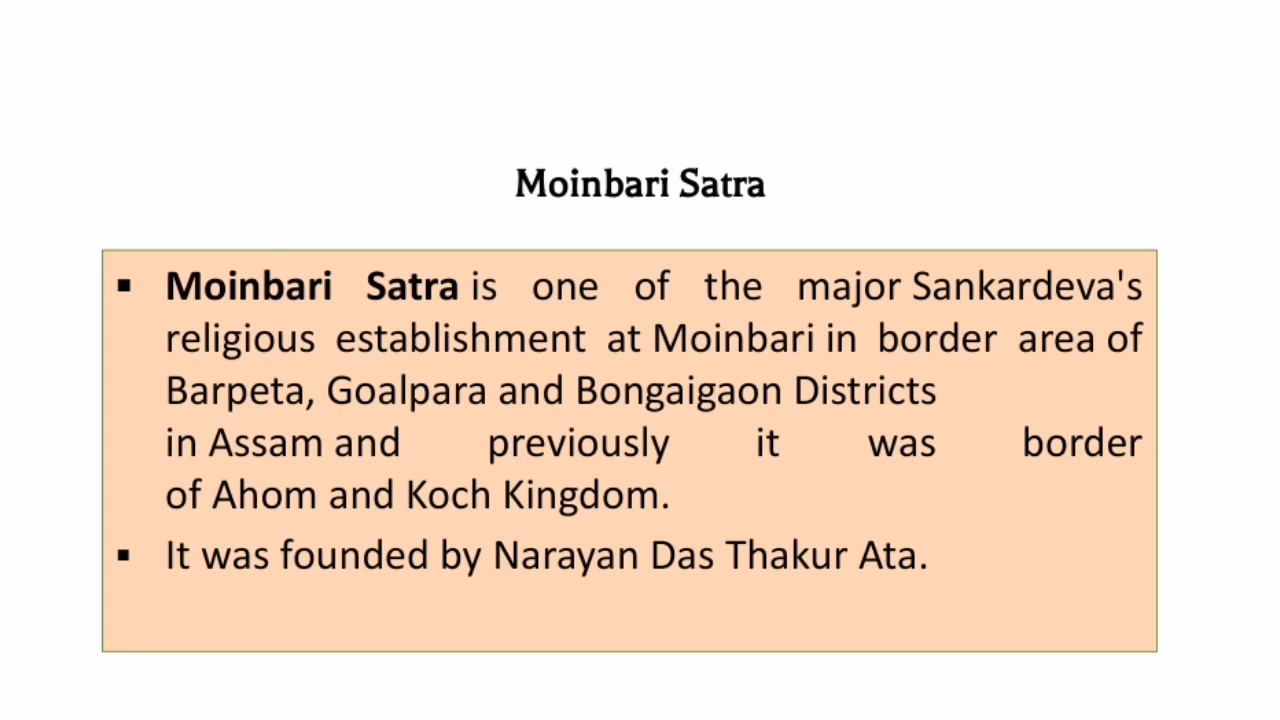 Moinbari Satra
▪ Moinbari Satra is one of the major Sankardeva's
religious establishment at Moinbari in border area of
Barpeta, Goalpara and Bongaigaon Districts
in Assam and previously it was border
of Ahom and Koch Kingdom.
▪ It was founded by Narayan Das Thakur Ata.